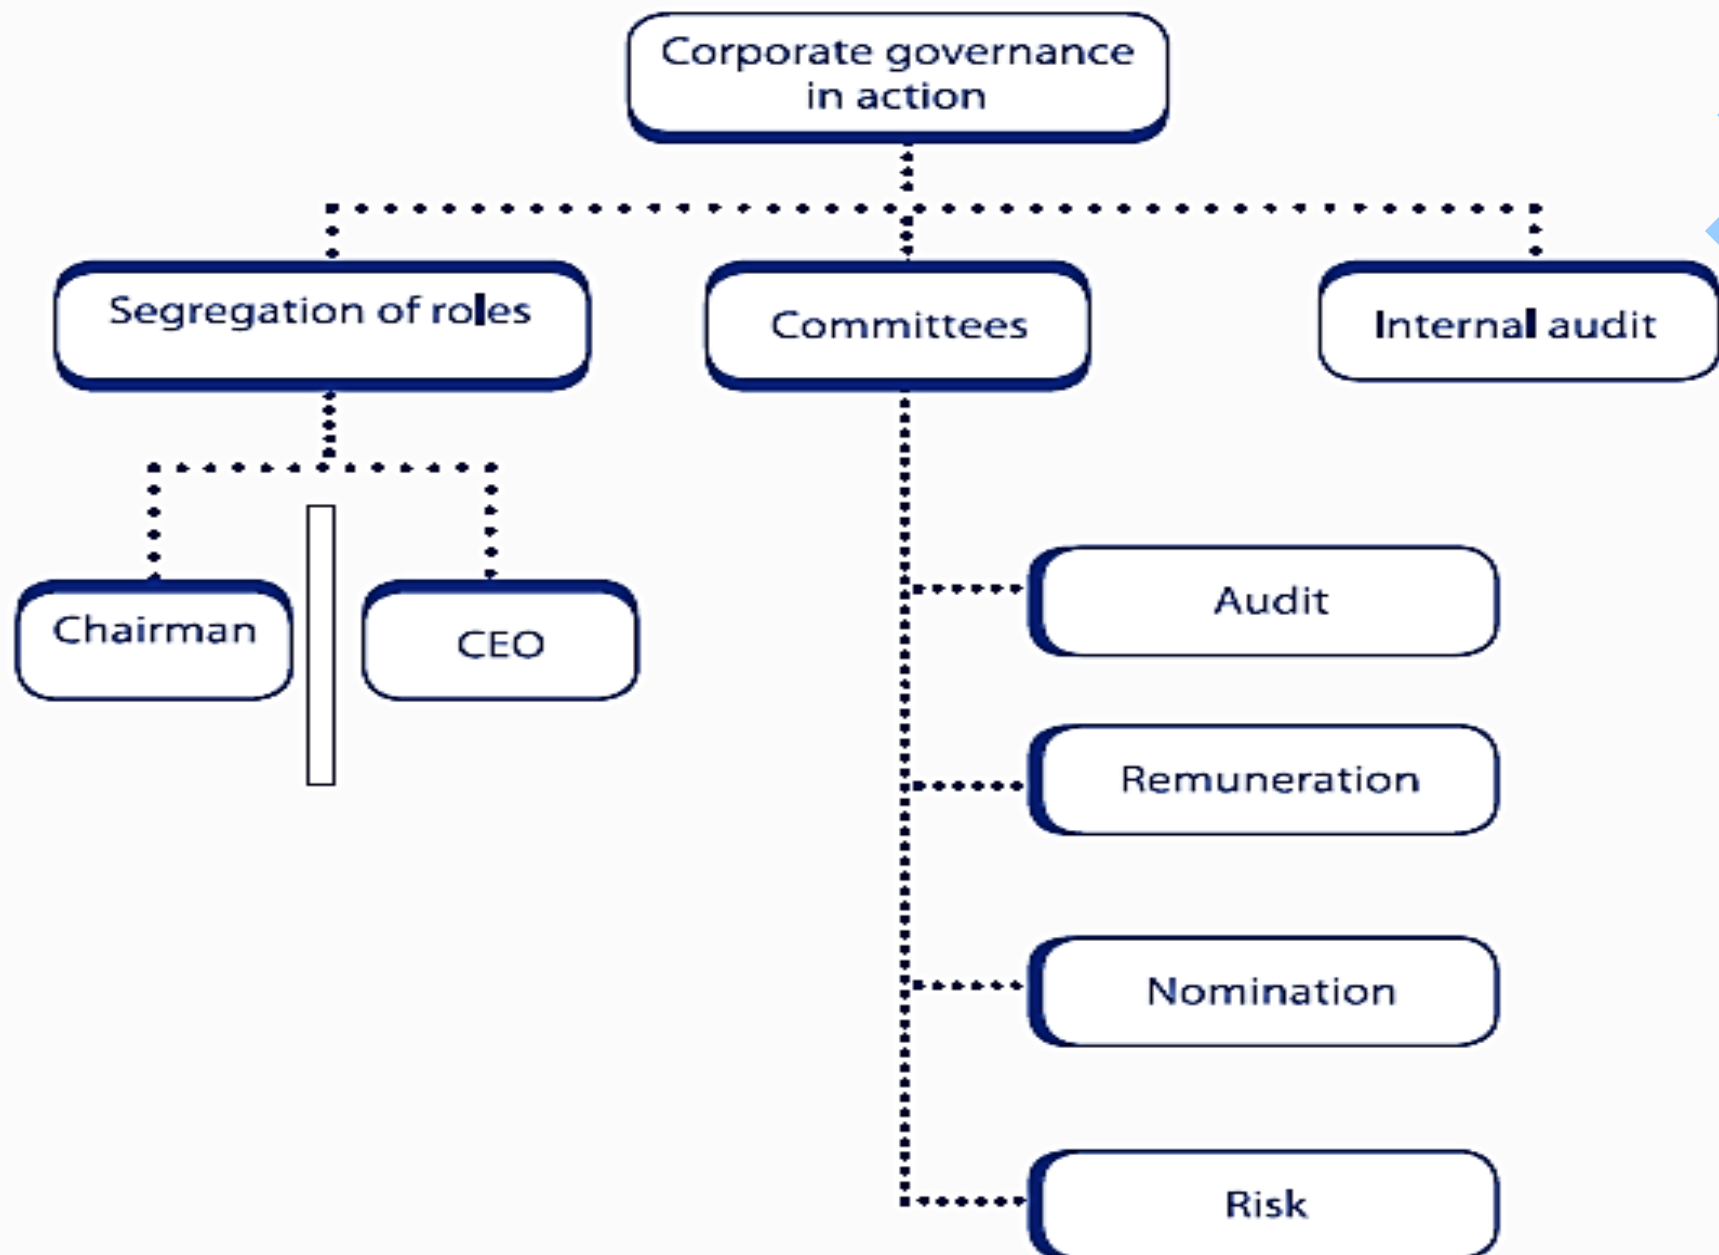 Corporate governance
in action
Segregation of roles
Committees
Internal audit
Chairman
CEO
Audit
Remuneration
Nomination
Risk